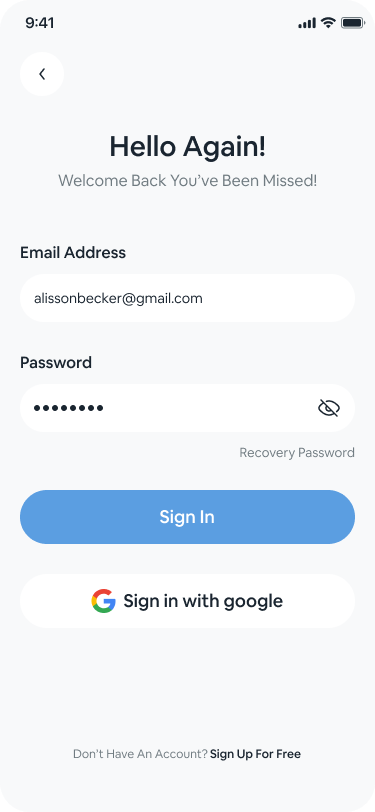 9:41
Hello Again!
Welcome Back You’ve Been Missed!
Email Address
alissonbecker@gmail.com
Password
Recovery Password
Sign In
Sign in with google
Don’t Have An Account? Sign Up For Free